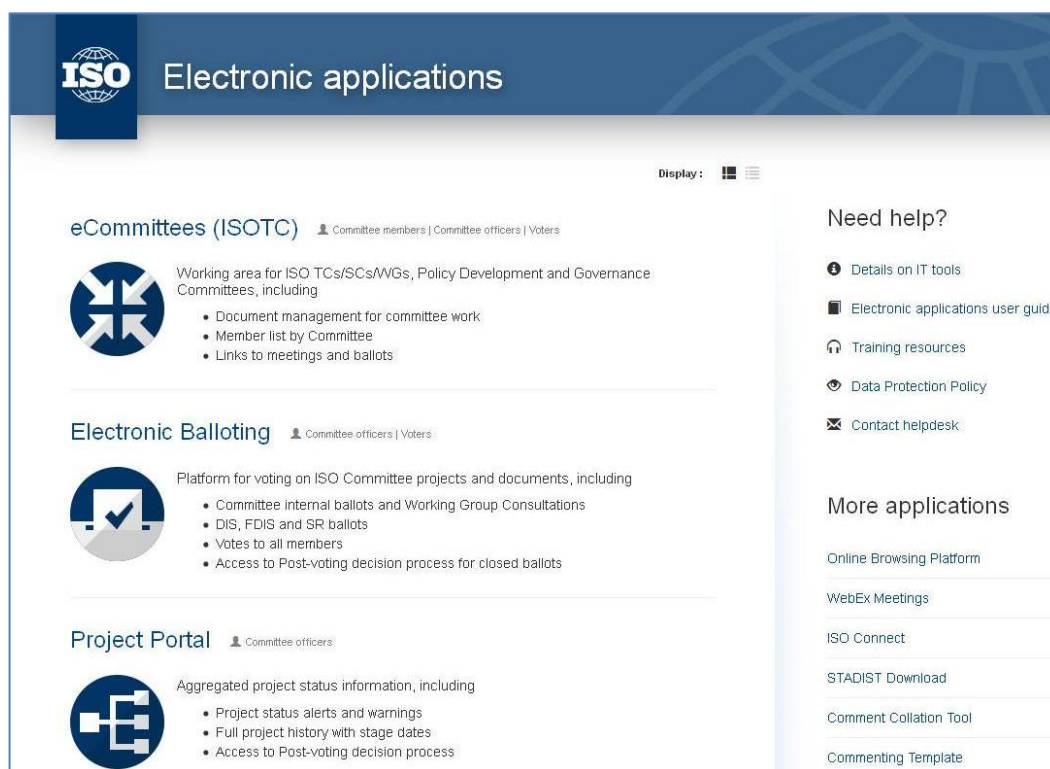 ISO
Electronic applications
Display :
eCommittees (ISOTC)
Committee members | Committee officers | Voters
Working area for ISO TCs/SCs/WGs, Policy Development and Governance
Committees, including
• Document management for committee work
• Member list by Committee
• Links to meetings and ballots
Electronic Balloting
Committee officers | Voters
Platform for voting on ISO Committee projects and documents, including
• Committee internal ballots and Working Group Consultations
• DIS, FDIS and SR ballots
• Votes to all members
• Access to Post-voting decision process for closed ballots
Project Portal
Committee officers
Aggregated project status information, including
• Project status alerts and warnings
• Full project history with stage dates
• Access to Post-voting decision process
Need help?
Details on IT tools
Electronic applications user guid
Training resources
Data Protection Policy
Contact helpdesk
More applications
Online Browsing Platform
WebEx Meetings
ISO Connect
STADIST Download
Comment Collation Tool
Commenting Template